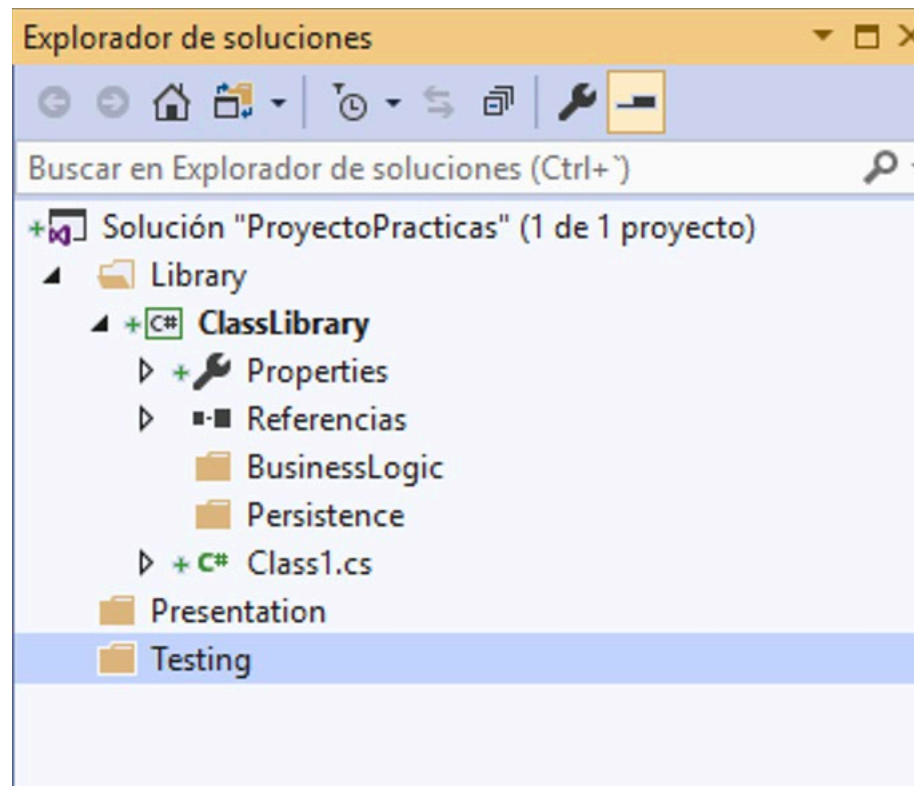 Explorador de soluciones
Buscar en Explorador de soluciones (Ctrl+`)
Solución "ProyectoPracticas" (1 de 1 proyecto)
Library
C# ClassLibrary
Properties
Referencias
BusinessLogic
Persistence
C# Class1.cs
Presentation
Testing